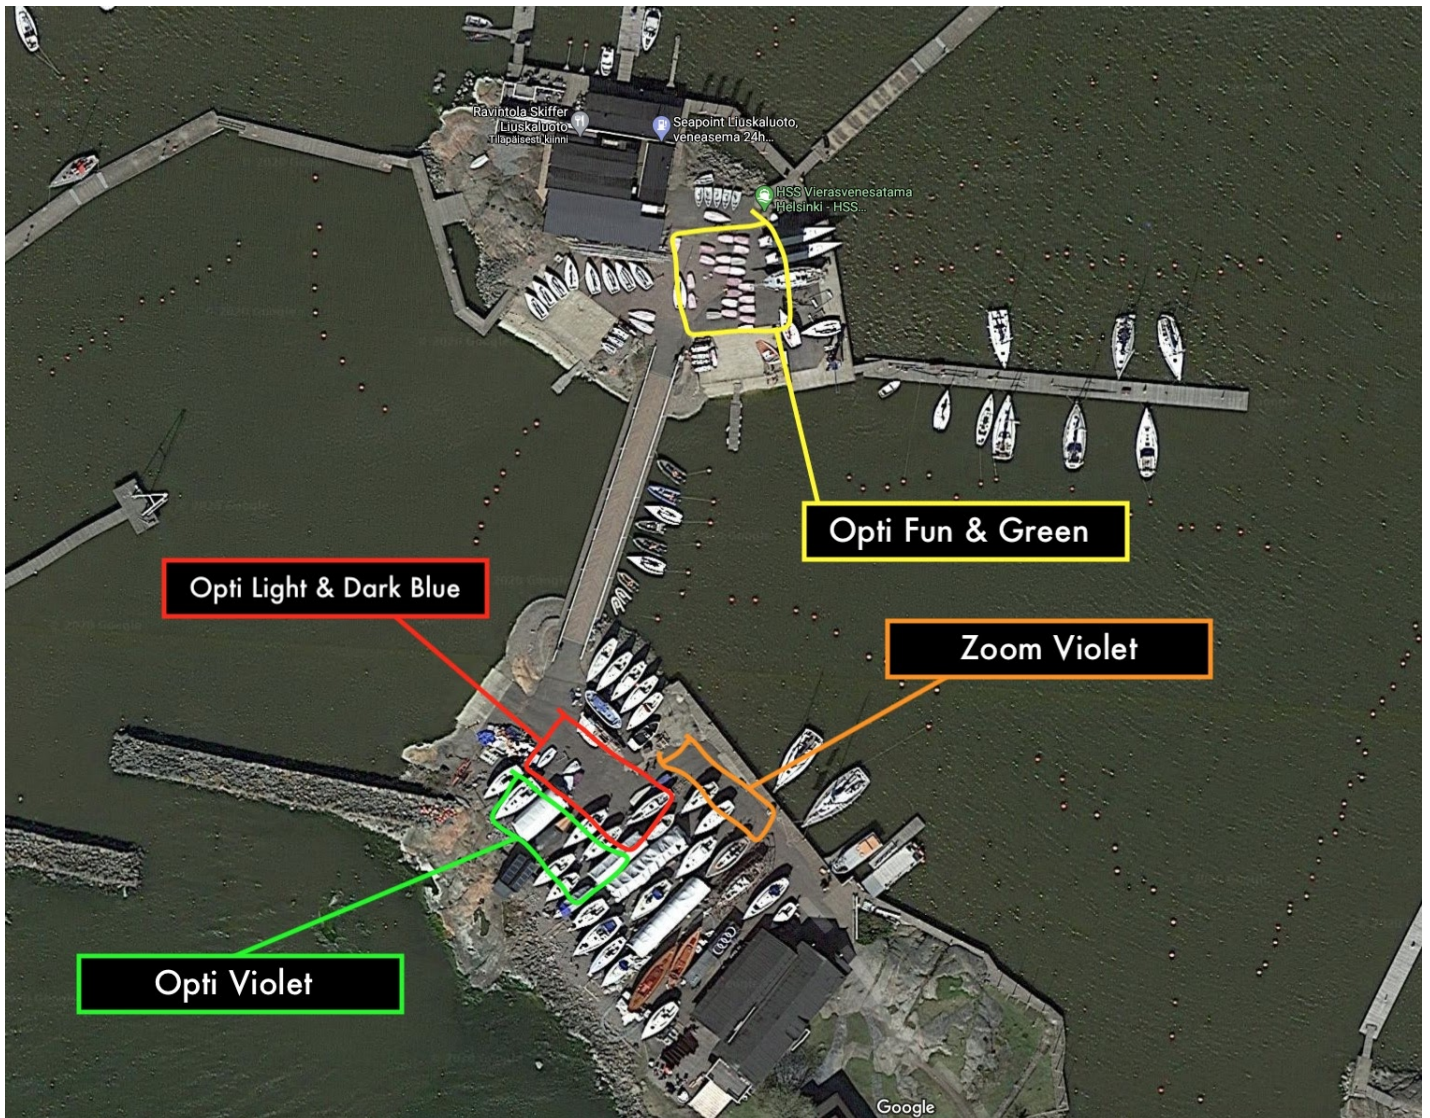 Ravintola Skiffer
Liuskaluoto
Tilapäisesti kiinni
Seapoint Liuskaluoto,
veneasema 24h...
HSS Vierasvenesatama
Helsinki - HSS...
Opti Fun & Green
Opti Light & Dark Blue
Zoom Violet
Opti Violet
Google